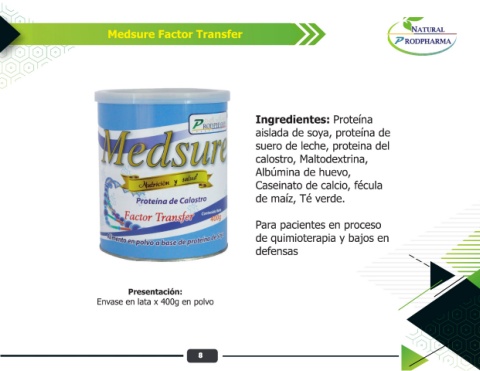 Medsure Factor Transfer
NATURAL
PRODPHARMA
Medsure
Nutrición y salud
Proteína de Calostro
Factor Transfer
Alimento en polvo a base de proteína de
Ingredientes: Proteína
aislada de soya, proteína de
suero de leche, proteina del
calostro, Maltodextrina,
Albúmina de huevo,
Caseinato de calcio, fécula
de maíz, Té verde.
Para pacientes en proceso
de quimioterapia y bajos en
defensas
Presentación:
Envase en lata x 400g en polvo
8